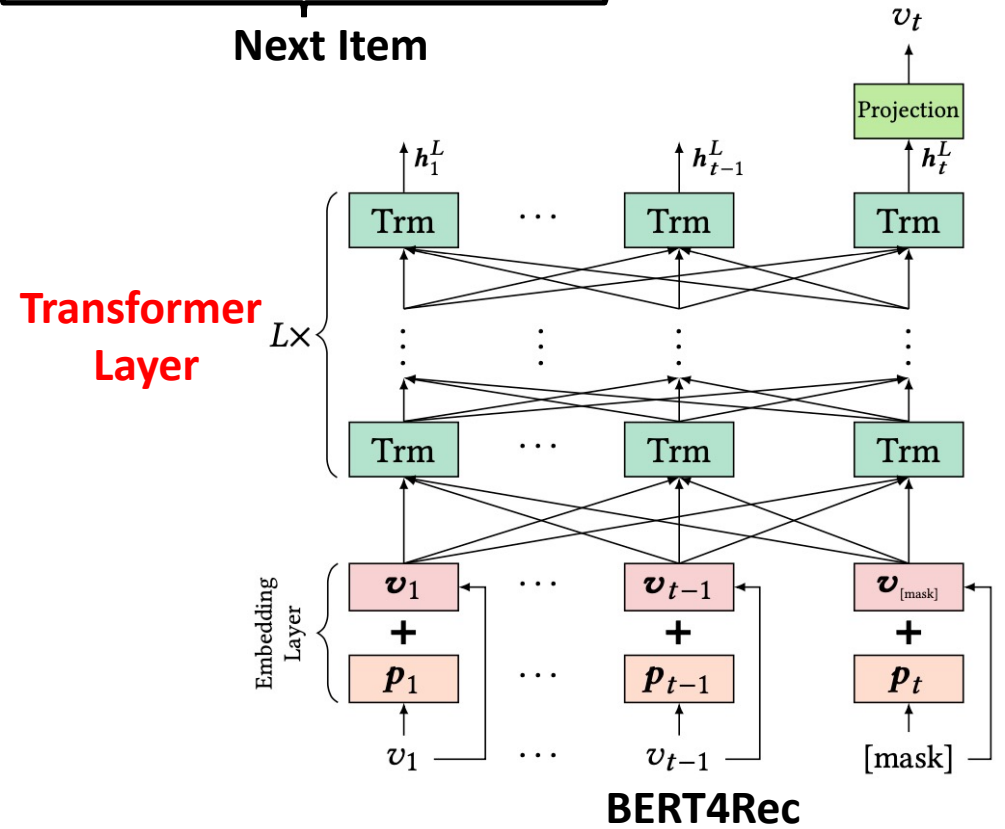 Next Item
v_t
Projection
h_1^L
h_{t-1}^L
h_t^L
Trm ... Trm Trm
Transformer
Layer
L×
Trm ... Trm Trm
Embedding
Layer
v_1 ... v_{t-1} v_[mask]
+ + +
p_1 ... p_{t-1} p_t
v_1 ... v_{t-1} [mask]
BERT4Rec